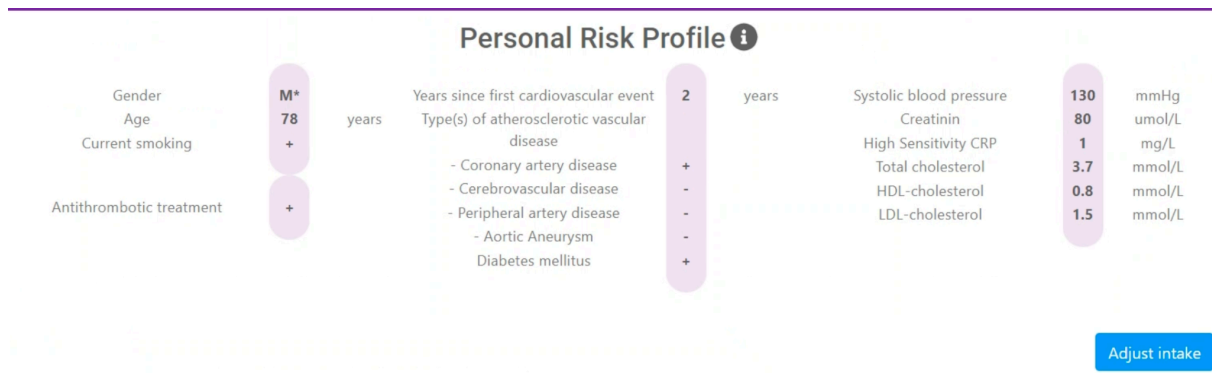 Personal Risk Profile
Gender M*
Age 78 years
Current smoking +
Antithrombotic treatment +
Years since first cardiovascular event 2 years
Type(s) of atherosclerotic vascular
disease
- Coronary artery disease +
- Cerebrovascular disease -
- Peripheral artery disease -
- Aortic Aneurysm -
Diabetes mellitus +
Systolic blood pressure 130 mmHg
Creatinin 80 umol/L
High Sensitivity CRP 1 mg/L
Total cholesterol 3.7 mmol/L
HDL-cholesterol 0.8 mmol/L
LDL-cholesterol 1.5 mmol/L
Adjust intake